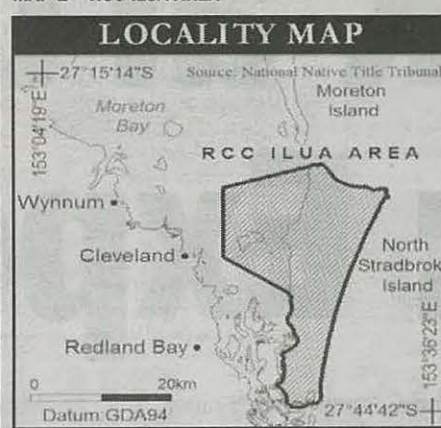 LOCALITY MAP
27°15'14"S
Source: National Native Title Tribunal
153°04'19"E
Moreton
Bay
Moreton
Island
RCC ILUA AREA
Wynnum
Cleveland
North
Stradbrok
Island
Redland Bay
153°36'23"E
0 20km
Datum:GDA94
27°44'42"S